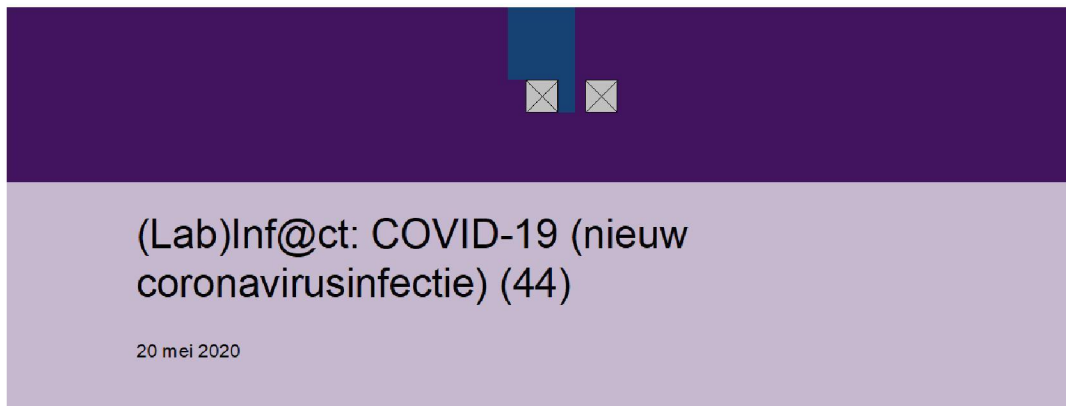 (Lab)Inf@ct: COVID-19 (nieuw
coronavirusinfectie) (44)
20 mei 2020